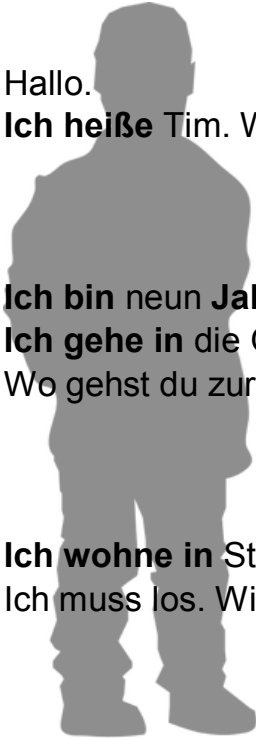 Hallo.
Ich heiße Tim. W
Ich bin neun Jal
Ich gehe in die
Wo gehst du zur
Ich wohne in St
Ich muss los. Wi